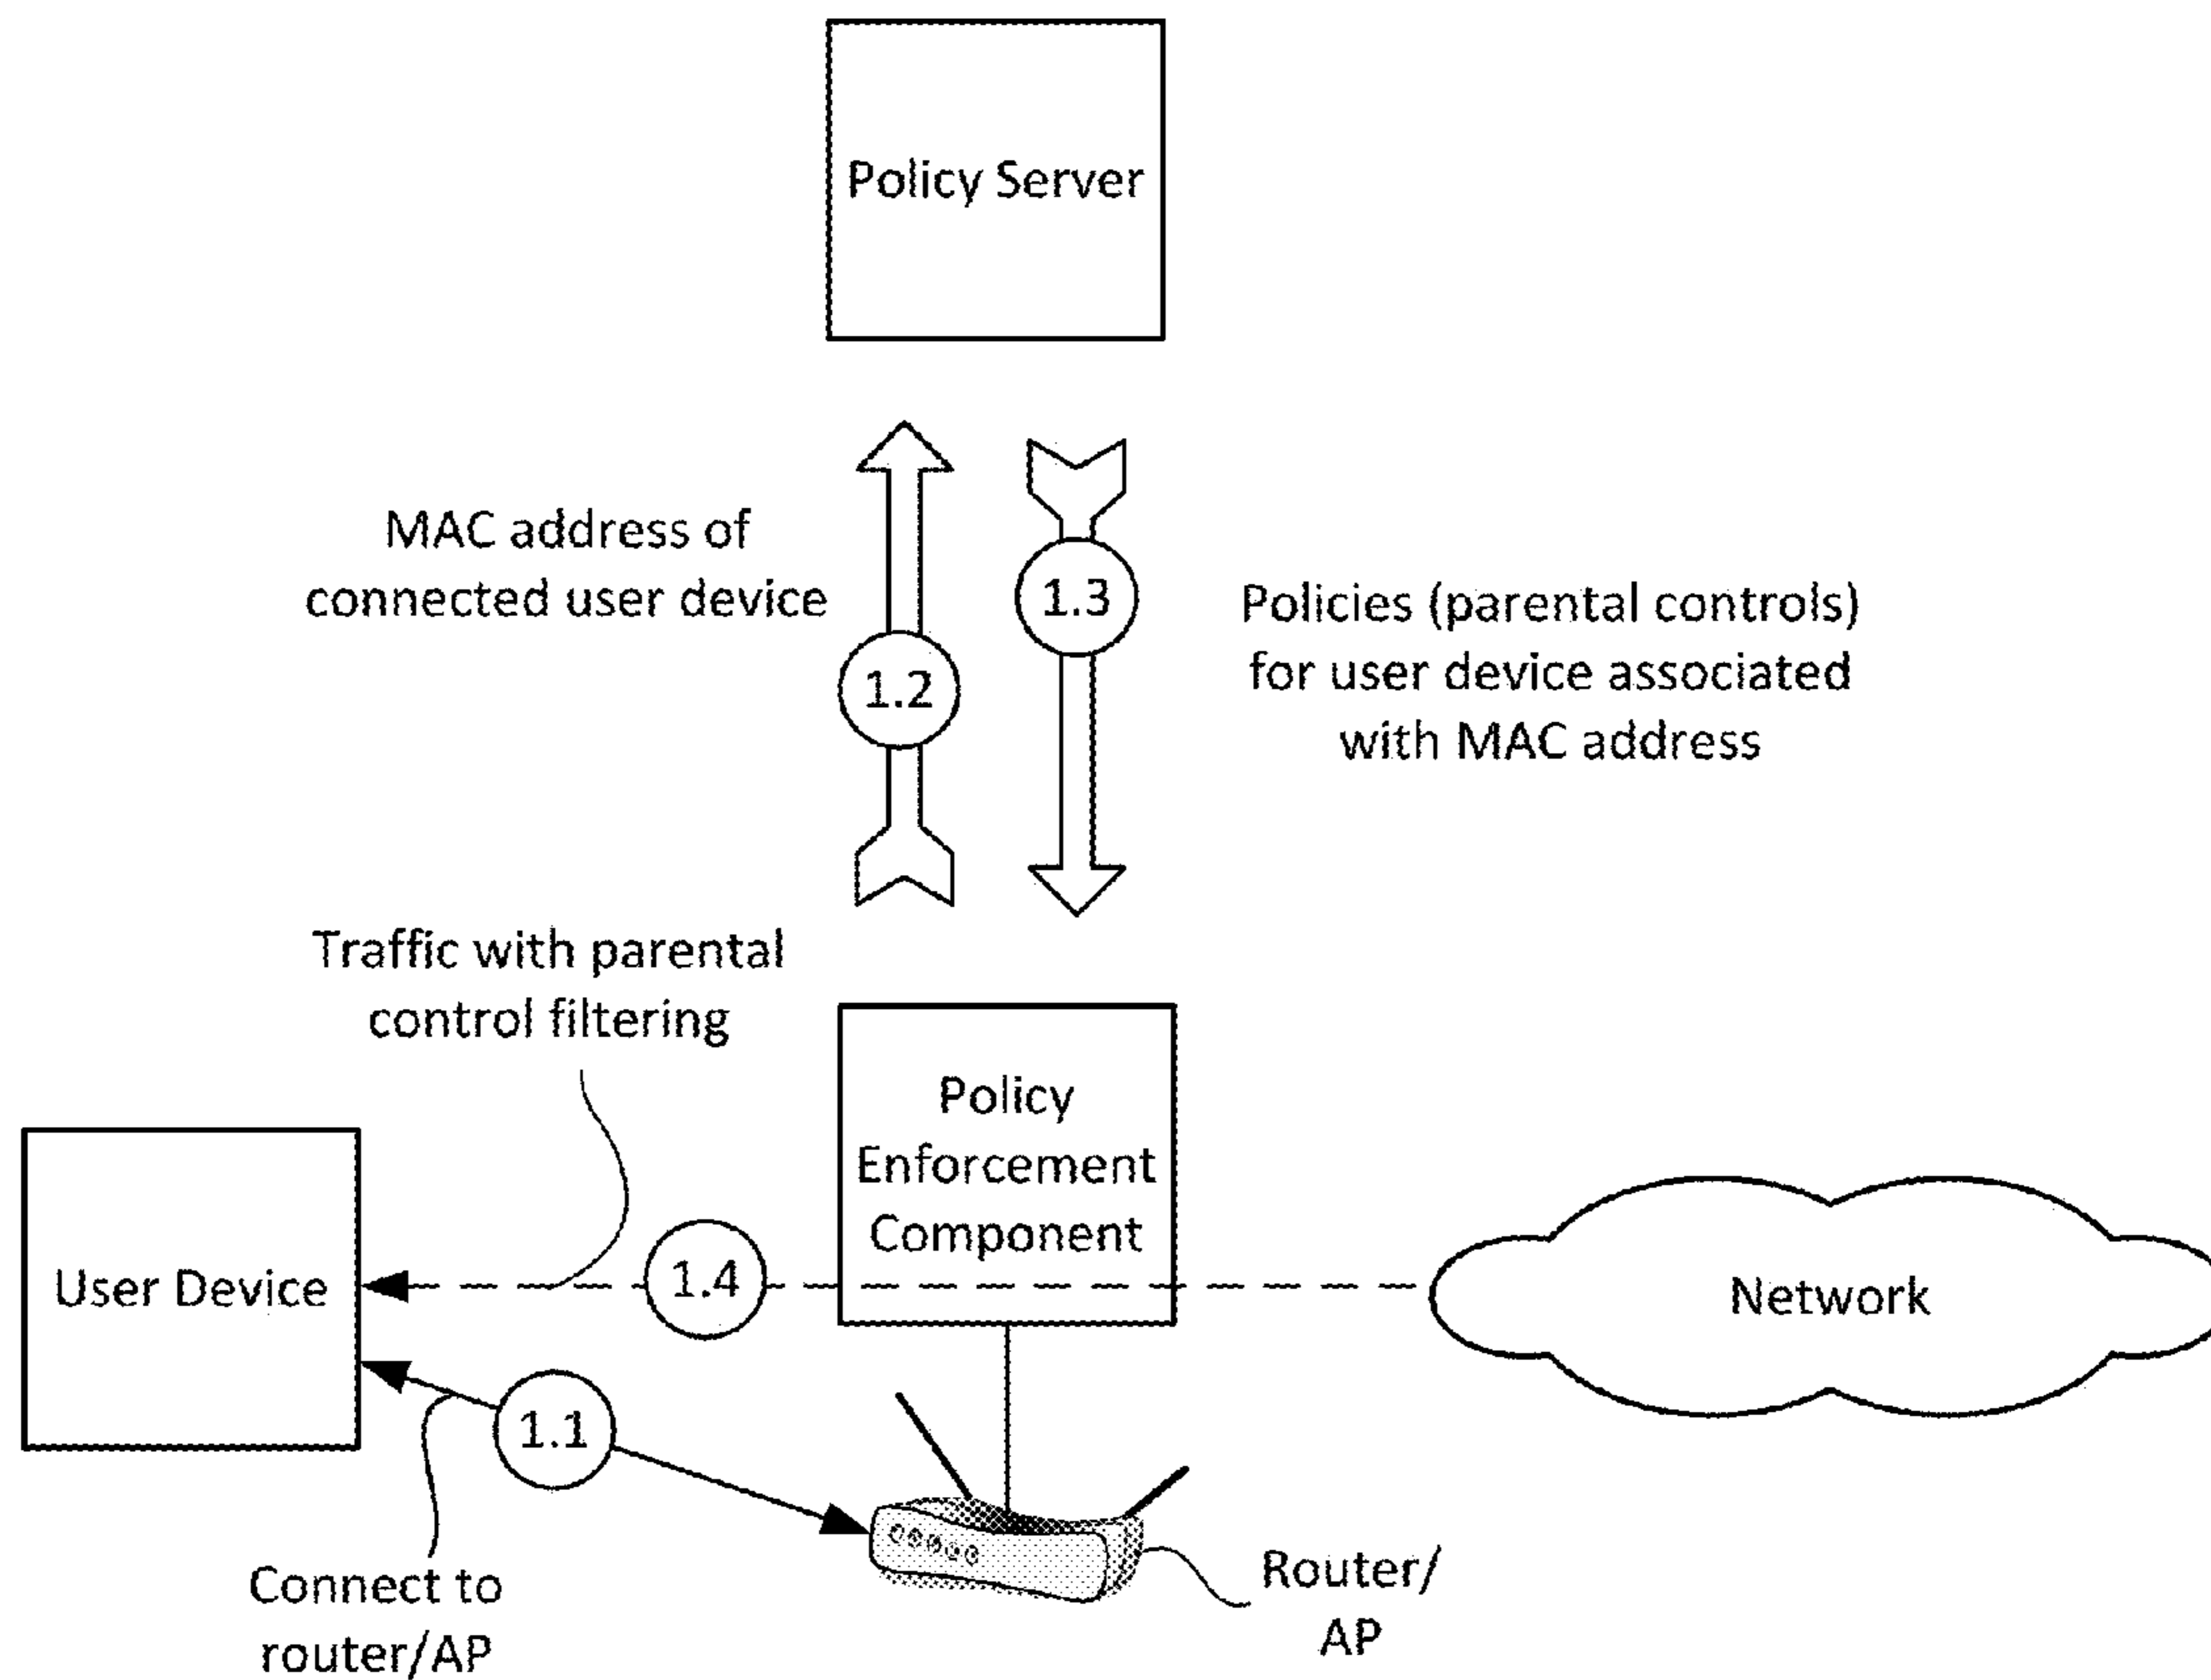 Policy Server
MAC address of
connected user device
1.2
1.3
Policies (parental controls)
for user device associated
with MAC address
Traffic with parental
control filtering
Policy
Enforcement
Component
User Device
1.4
Network
1.1
Connect to
router/AP
Router/
AP